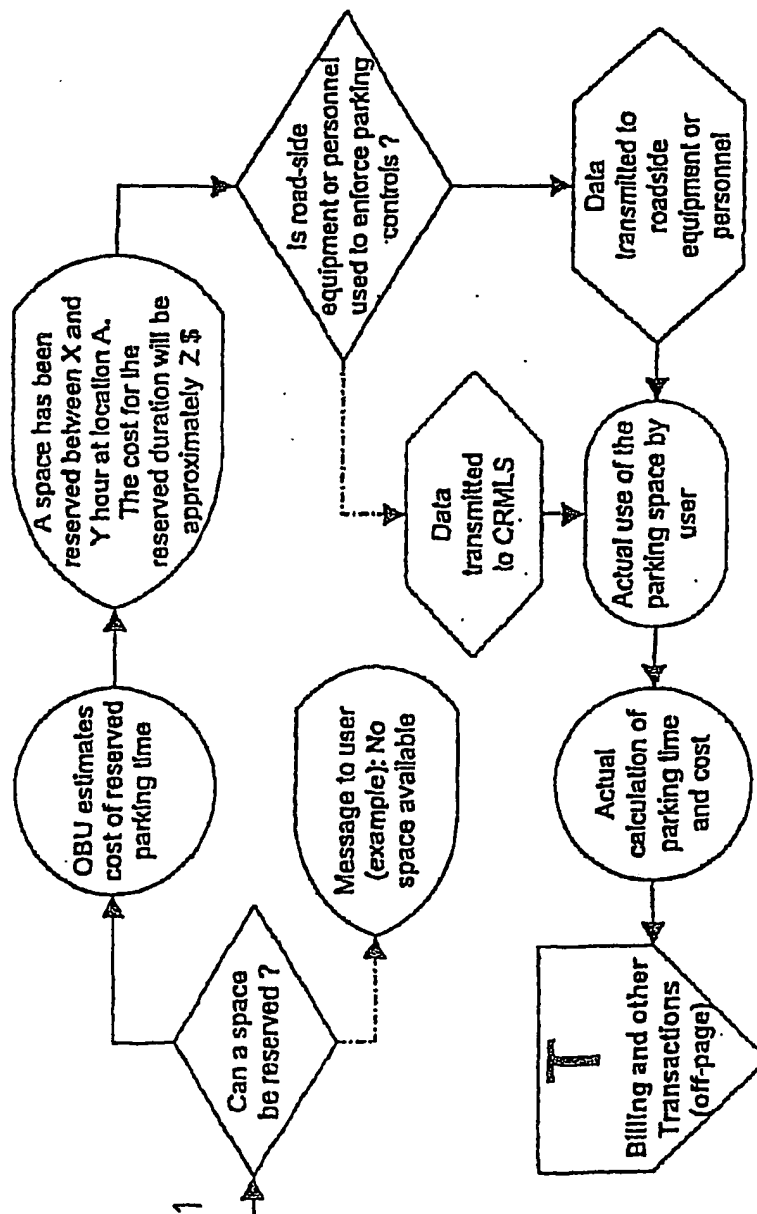 1
Can a space
be reserved ?
OBU estimates
cost of reserved
parking time
A space has been
reserved between X and
Y hour at location A.
The cost for the
reserved duration will be
approximately Z $
Message to user
(example): No
space available
Is road-side
equipment or personnel
used to enforce parking
controls ?
Data
transmitted
to CRMLS
Data
transmitted to
roadside
equipment or
personnel
Actual use of the
parking space by
user
Actual
calculation of
parking time
and cost
T
Billing and other
Transactions
(off-page)